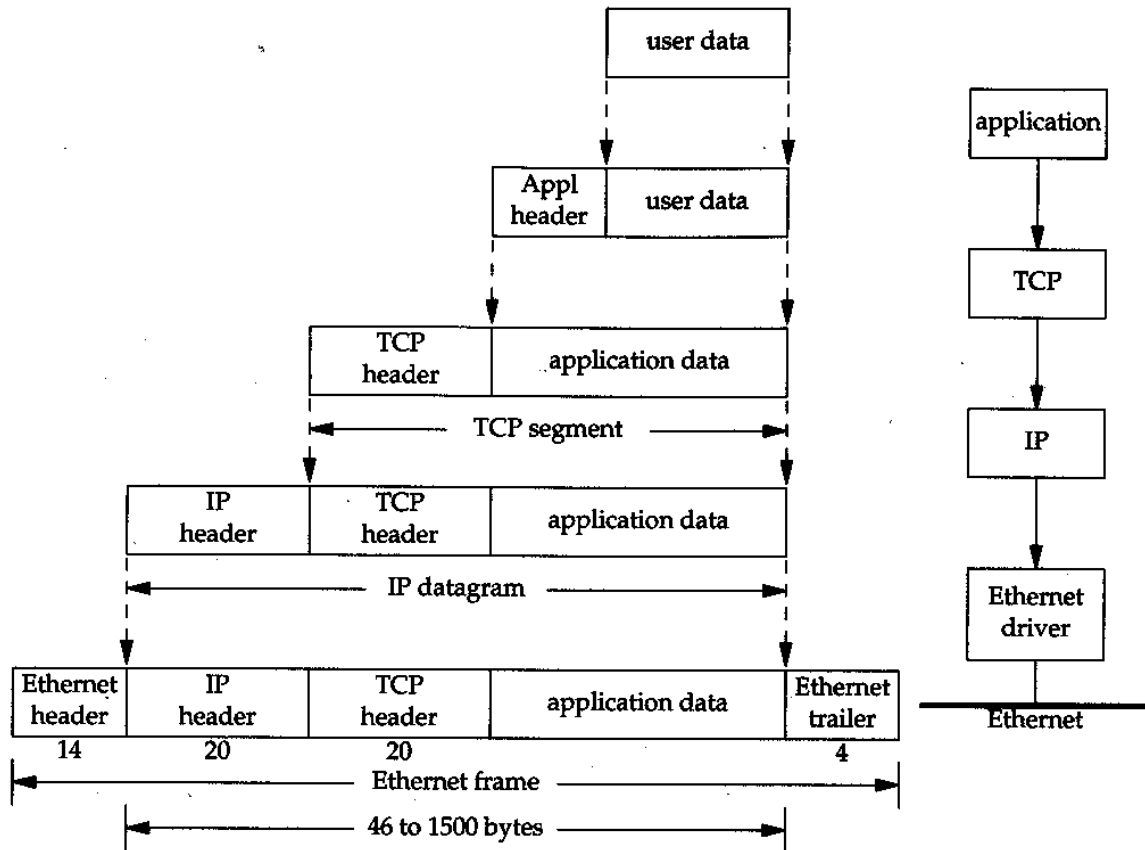 user data
application
Appl
header
user data
TCP
TCP
header
application data
TCP segment
IP
IP
header
TCP
header
application data
IP datagram
Ethernet
driver
Ethernet
header
IP
header
TCP
header
application data
Ethernet
trailer
Ethernet
14
20
20
4
Ethernet frame
46 to 1500 bytes